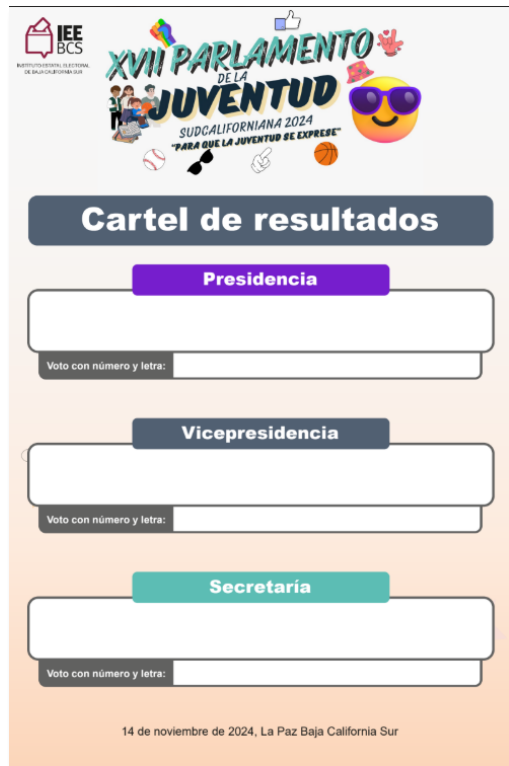 IEE
BCS
INSTITUTO ESTATAL ELECTORAL
DE BAJA CALIFORNIA SUR
XVII PARLAMENTO
DE LA
JUVENTUD
SUDCALIFORNIANA 2024
"PARA QUE LA JUVENTUD SE EXPRESE"
Cartel de resultados
Presidencia
Voto con número y letra:
Vicepresidencia
Voto con número y letra:
Secretaría
Voto con número y letra:
14 de noviembre de 2024, La Paz Baja California Sur